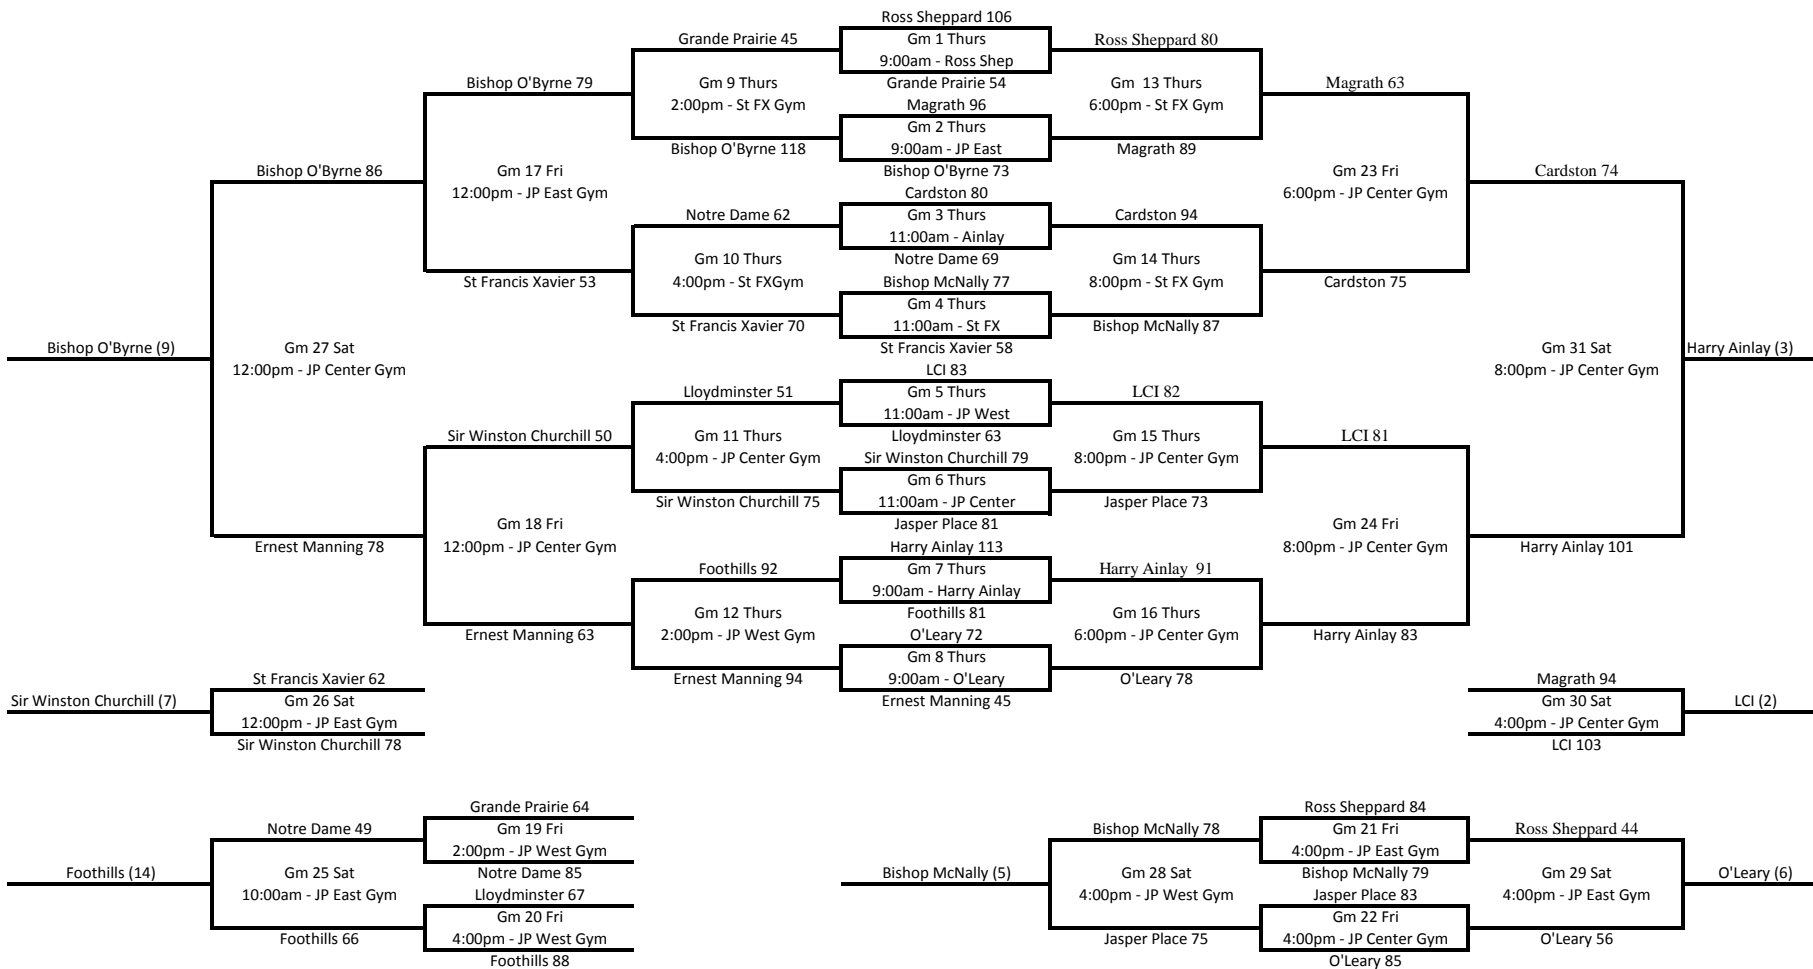 Ross Sheppard 106
Grande Prairie 45
Gm 1 Thurs
Ross Sheppard 80
9:00am - Ross Shep
Bishop O'Byrne 79
Gm 9 Thurs
Grande Prairie 54
Gm  13 Thurs
Magrath 63
2:00pm - St FX Gym
Magrath 96
6:00pm - St FX Gym
Gm 2 Thurs
Bishop O'Byrne 118
9:00am - JP East
Magrath 89
Bishop O'Byrne 86
Gm 17 Fri
Bishop O'Byrne 73
Gm 23 Fri
Cardston 74
12:00pm - JP East Gym
Cardston 80
6:00pm - JP Center Gym
Notre Dame 62
Gm 3 Thurs
Cardston 94
11:00am - Ainlay
Gm 10 Thurs
Notre Dame 69
Gm 14 Thurs
St Francis Xavier 53
4:00pm - St FXGym
Bishop McNally 77
8:00pm - St FX Gym
Cardston 75
Gm 4 Thurs
St Francis Xavier 70
11:00am - St FX
Bishop McNally 87
Bishop O'Byrne (9)
Gm 27 Sat
St Francis Xavier 58
Gm 31 Sat
Harry Ainlay (3)
12:00pm - JP Center Gym
LCI 83
8:00pm - JP Center Gym
Lloydminster 51
Gm 5 Thurs
LCI 82
11:00am - JP West
Sir Winston Churchill 50
Gm 11 Thurs
Lloydminster 63
Gm 15 Thurs
LCI 81
4:00pm - JP Center Gym
Sir Winston Churchill 79
8:00pm - JP Center Gym
Gm 6 Thurs
Sir Winston Churchill 75
11:00am - JP Center
Jasper Place 73
Gm 18 Fri
Jasper Place 81
Gm 24 Fri
Ernest Manning 78
12:00pm - JP Center Gym
Harry Ainlay 113
8:00pm - JP Center Gym
Harry Ainlay 101
Foothills 92
Gm 7 Thurs
Harry Ainlay  91
9:00am - Harry Ainlay
Gm 12 Thurs
Foothills 81
Gm 16 Thurs
Ernest Manning 63
2:00pm - JP West Gym
O'Leary 72
6:00pm - JP Center Gym
Harry Ainlay 83
Gm 8 Thurs
St Francis Xavier 62
Ernest Manning 94
9:00am - O'Leary
O'Leary 78
Magrath 94
Sir Winston Churchill (7)
Gm 26 Sat
Ernest Manning 45
Gm 30 Sat
LCI (2)
12:00pm - JP East Gym
4:00pm - JP Center Gym
Sir Winston Churchill 78
LCI 103
Grande Prairie 64
Ross Sheppard 84
Notre Dame 49
Gm 19 Fri
Bishop McNally 78
Gm 21 Fri
Ross Sheppard 44
2:00pm - JP West Gym
4:00pm - JP East Gym
Foothills (14)
Gm 25 Sat
Notre Dame 85
Bishop McNally (5)
Gm 28 Sat
Bishop McNally 79
Gm 29 Sat
O'Leary (6)
10:00am - JP East Gym
Lloydminster 67
4:00pm - JP West Gym
Jasper Place 83
4:00pm - JP East Gym
Gm 20 Fri
Gm 22 Fri
Foothills 66
4:00pm - JP West Gym
Jasper Place 75
4:00pm - JP Center Gym
O'Leary 56
Foothills 88
O'Leary 85